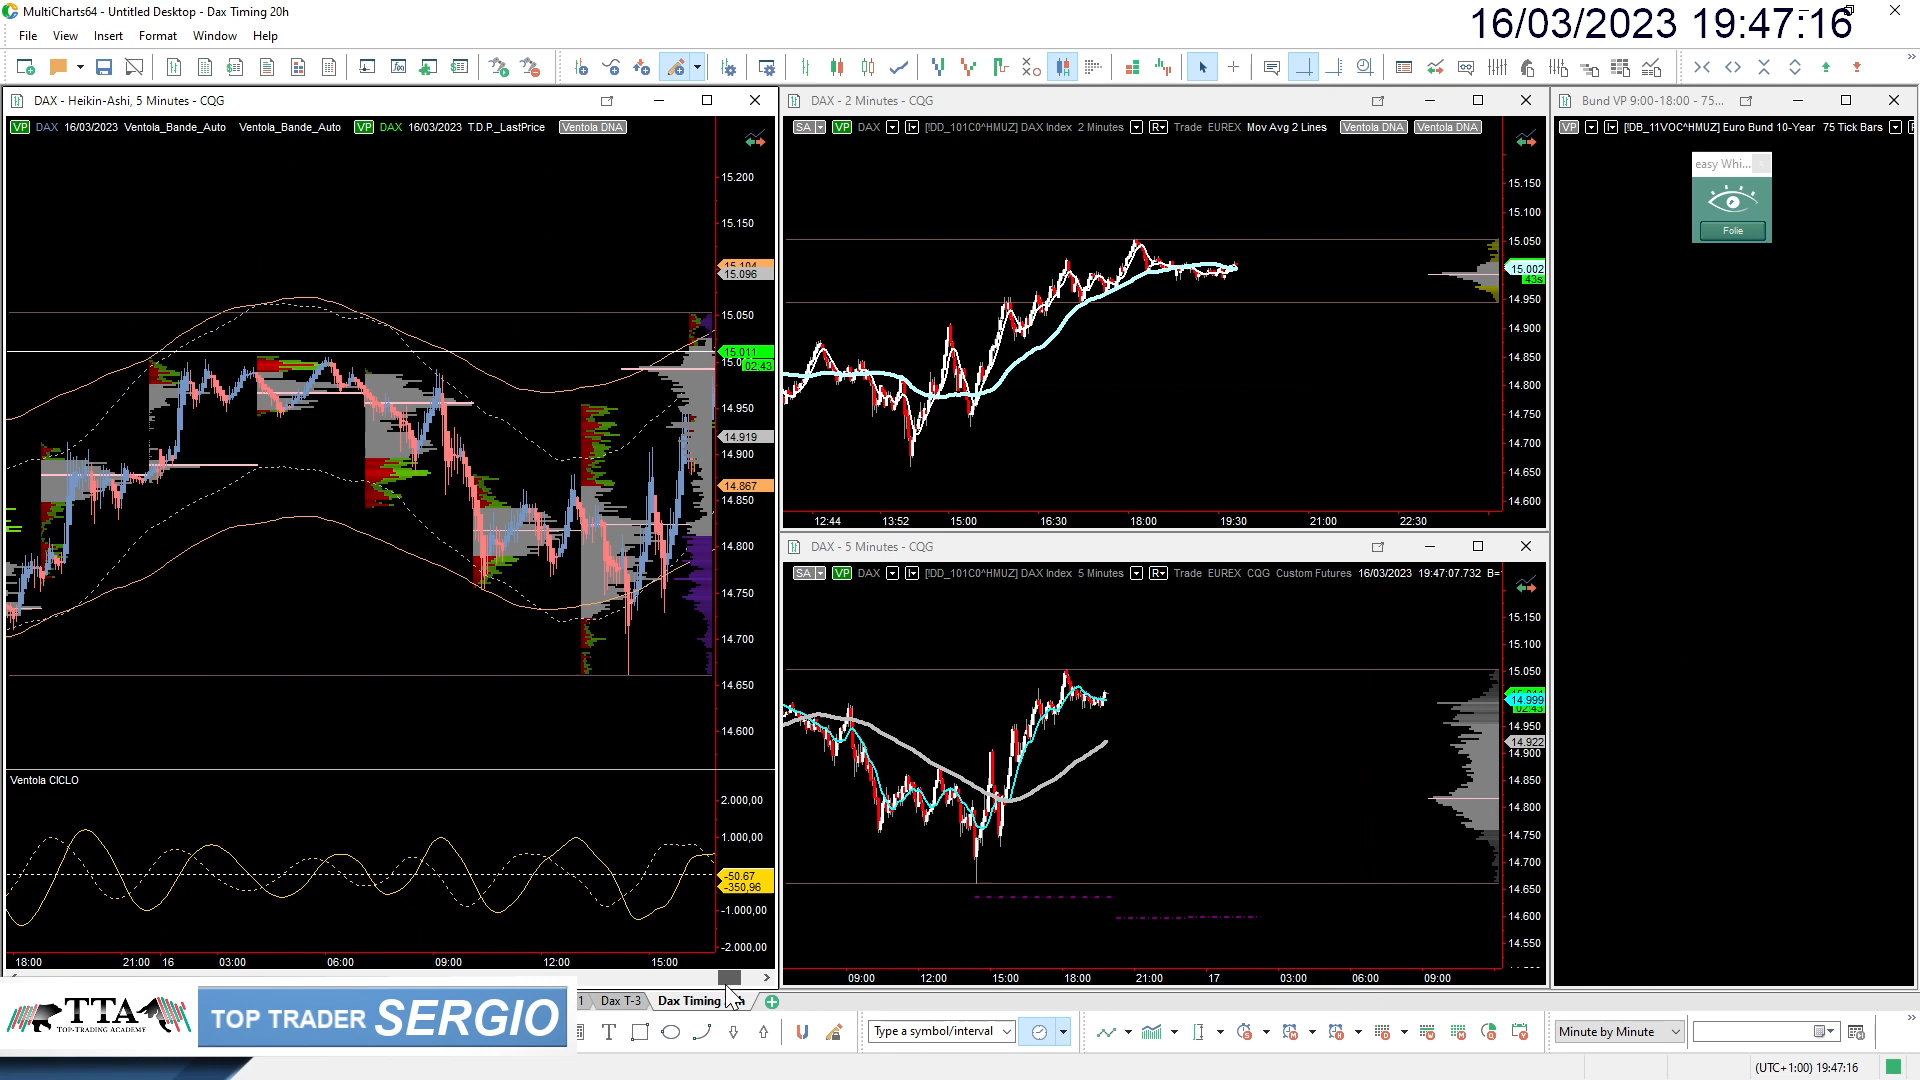 MultiCharts64 - Untitled Desktop - Dax Timing 20h
16/03/2023 19:47:16
File View Insert Format Window Help
DAX - Heikin-Ashi, 5 Minutes - CQG
VP DAX 16/03/2023 Ventola_Bande_Auto Ventola_Bande_Auto VP DAX 16/03/2023 T.D.P._LastPrice Ventola DNA
15.200
15.150
15.096
15.050
15.011
02:43
14.950
14.919
14.900
14.867
14.850
14.800
14.750
14.700
14.650
14.600
Ventola CICLO
2.000,00
1.000,00
-50.67
-350,96
-1.000,00
-2.000,00
18:00 21:00 16 03:00 06:00 09:00 12:00 15:00
DAX - 2 Minutes - CQG
SA VP DAX [!DD_101C0^HMUZ] DAX Index 2 Minutes R Trade EUREX Mov Avg 2 Lines Ventola DNA Ventola DNA
15.150
15.100
15.050
15.002
43s
14.950
14.900
14.850
14.800
14.750
14.700
14.650
14.600
12:44 13:52 15:00 16:30 18:00 19:30 21:00 22:30
DAX - 5 Minutes - CQG
SA VP DAX [!DD_101C0^HMUZ] DAX Index 5 Minutes R Trade EUREX CQG Custom Futures 16/03/2023 19:47:07.732 B=
15.150
15.100
15.050
14.999
02:43
14.950
14.922
14.900
14.850
14.800
14.750
14.700
14.650
14.600
14.550
09:00 12:00 15:00 18:00 21:00 17 03:00 06:00 09:00
Bund VP 9:00-18:00 - 75...
VP [!DB_11VOC^HMUZ] Euro Bund 10-Year 75 Tick Bars
easy Whi...
Folie
TTA
TOP-TRADING ACADEMY
TOP TRADER SERGIO
1 Dax T-3 Dax Timing
Type a symbol/interval
Minute by Minute
(UTC+1:00) 19:47:16